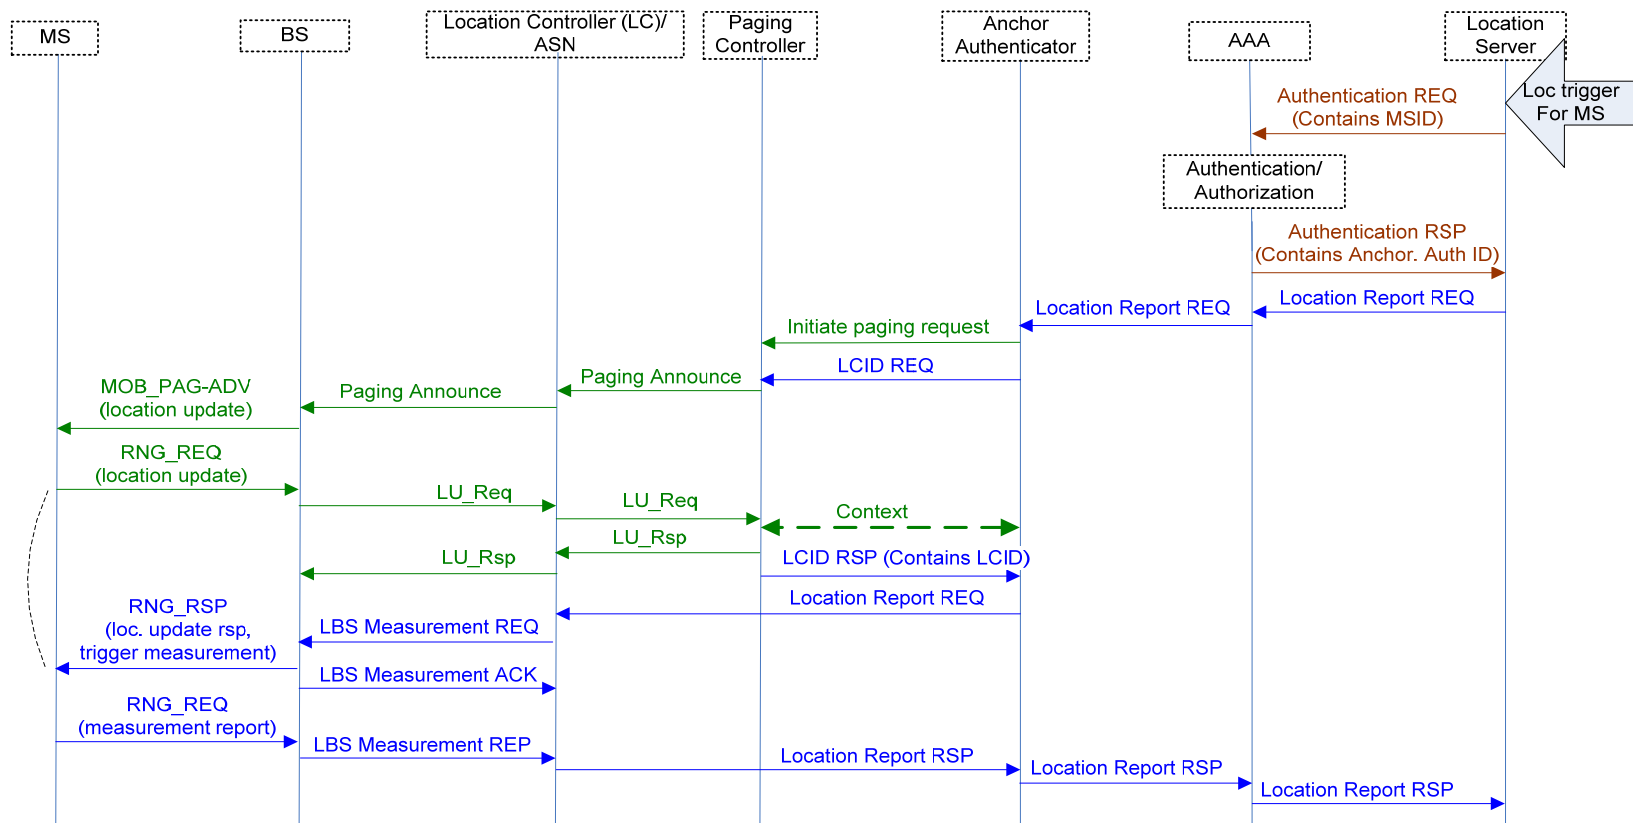 MS
BS
Location Controller (LC)/
ASN
Paging
Controller
Anchor
Authenticator
AAA
Location
Server
Loc trigger
For MS
Authentication REQ
(Contains MSID)
Authentication/
Authorization
Authentication RSP
(Contains Anchor. Auth ID)
Location Report REQ
Location Report REQ
Initiate paging request
LCID REQ
Paging Announce
Paging Announce
MOB_PAG-ADV
(location update)
RNG_REQ
(location update)
LU_Req
LU_Req
Context
LU_Rsp
LU_Rsp
LCID RSP (Contains LCID)
Location Report REQ
LBS Measurement REQ
RNG_RSP
(loc. update rsp,
trigger measurement)
LBS Measurement ACK
RNG_REQ
(measurement report)
LBS Measurement REP
Location Report RSP
Location Report RSP
Location Report RSP